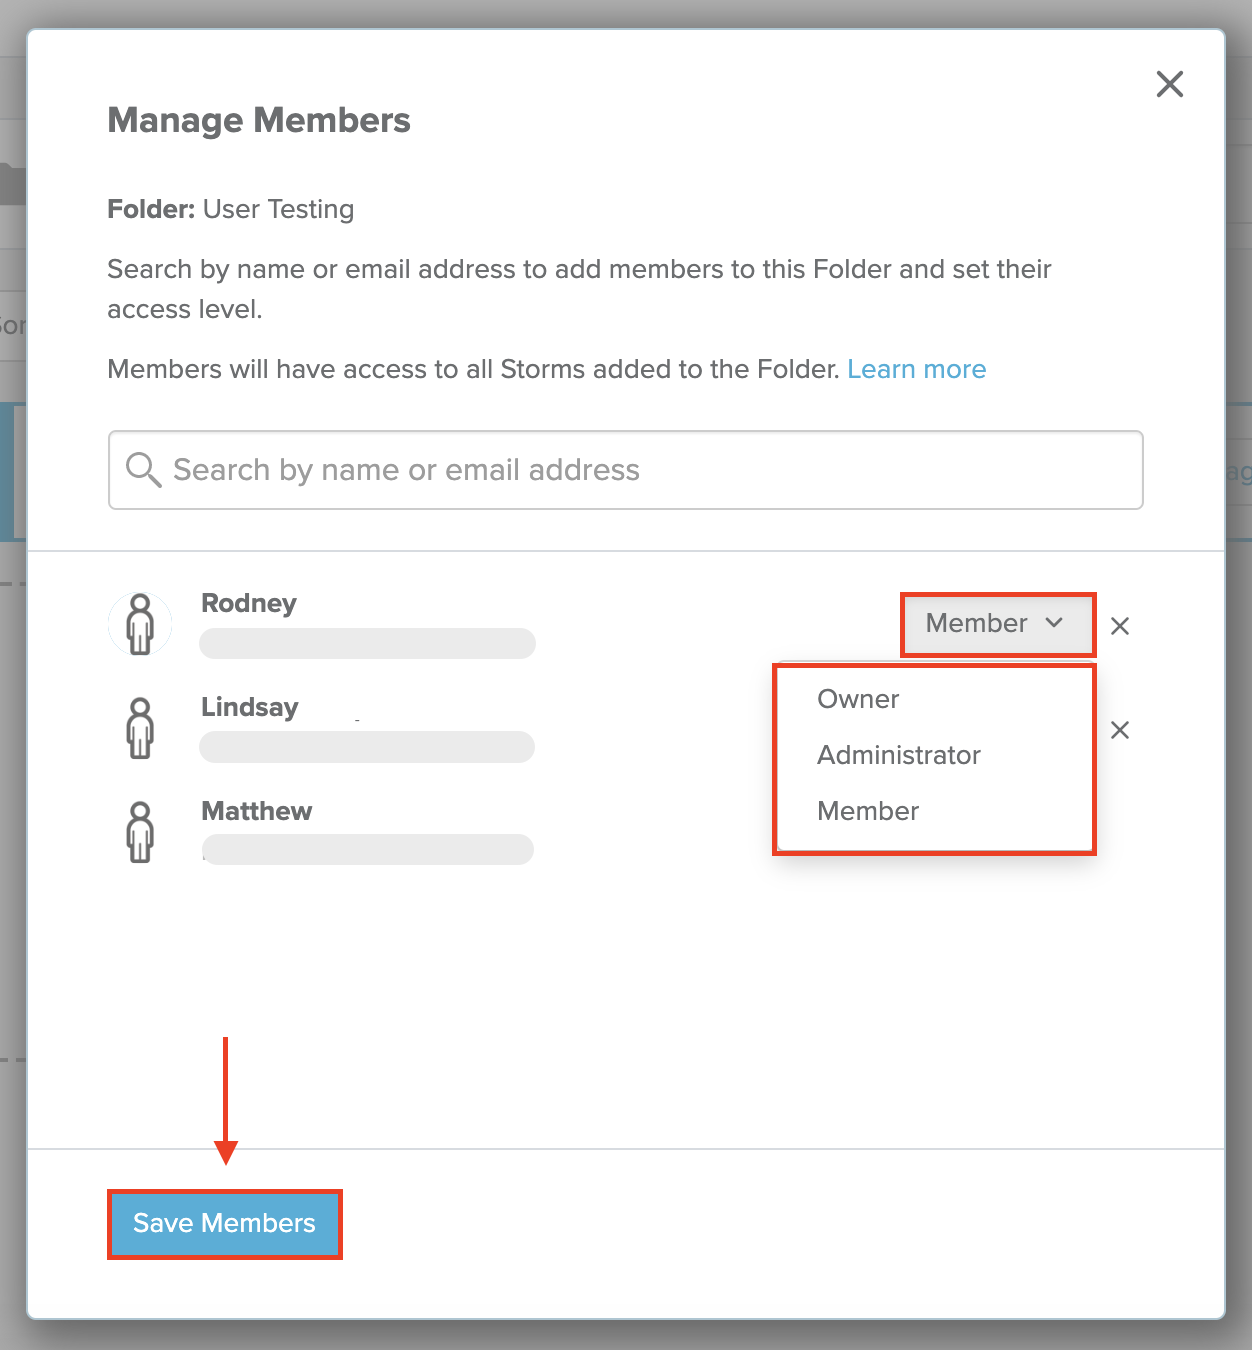 Manage Members
Folder: User Testing
Search by name or email address to add members to this Folder and set their
access level.
Members will have access to all Storms added to the Folder. Learn more
Search by name or email address
Rodney
Member
Lindsay
Owner
Administrator
Member
Matthew
Save Members